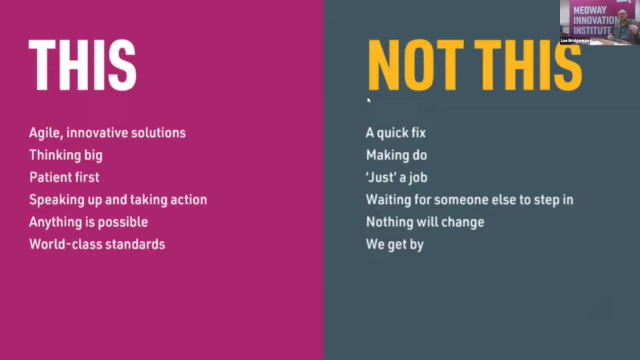 THIS
Agile, innovative solutions
Thinking big
Patient first
Speaking up and taking action
Anything is possible
World-class standards
NOT THIS
A quick fix
Making do
'Just' a job
Waiting for someone else to step in
Nothing will change
We get by
MEDWAY
INNOVATION
INSTITUTE
Lee Bridgeman